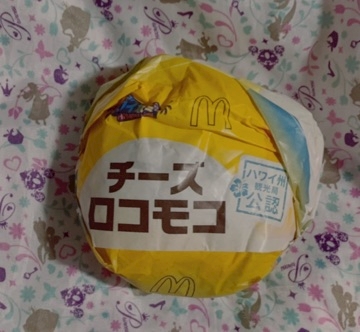 チーズ
ロコモコ
ハワイ州
観光局
公認